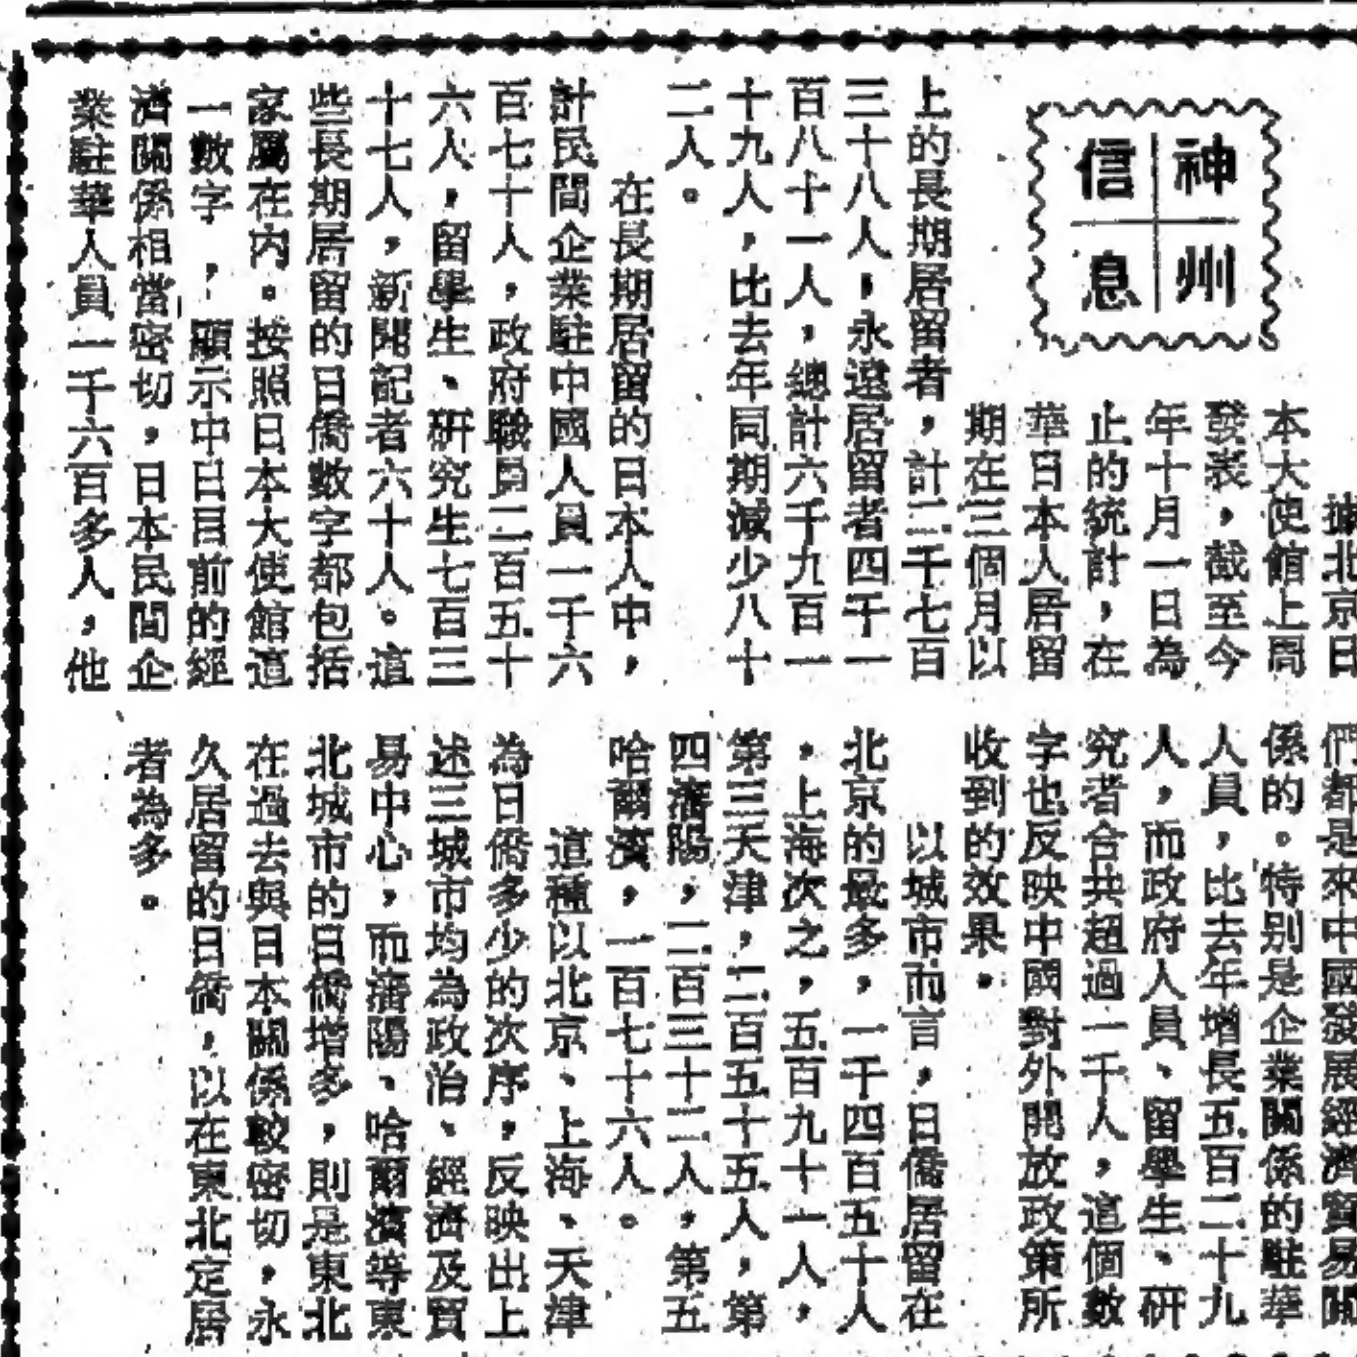 神州
信息
據北京日
本大使館上周
發表，截至今
年十月一日為
止的統計，在
華日本人居留
期在三個月以
上的長期居留者，計二千七百
三十八人，永遠居留者四千一
百八十一人，總計六千九百一
十九人，比去年同期減少八十
二人。
在長期居留的日本人中，
計民間企業駐中國人員一千六
百七十人，政府職員二百五十
六人，留學生、研究生七百三
十七人，新聞記者六十人。這
些長期居留的日僑數字都包括
家屬在內。按照日本大使館這
一數字，顯示中日目前的經
濟關係相當密切，日本民間企
業駐華人員一千六百多人，他
們都是來中國發展經濟貿易關
係的。特別是企業關係的駐華
人員，比去年增長五百二十九
人，而政府人員、留學生、研
究者合共超過一千人，這個數
字也反映中國對外開放政策所
收到的效果。
以城市而言，日僑居留在
北京的最多，一千四百五十人
，上海次之，五百九十一人，
第三天津，二百五十五人，第
四瀋陽，二百三十二人，第五
哈爾濱，一百七十六人。
這種以北京、上海、天津
為日僑多少的次序，反映出上
述三城市均為政治、經濟及貿
易中心，而瀋陽、哈爾濱等東
北城市的日僑增多，則是東北
在過去與日本關係較密切，永
久居留的日僑，以在東北定居
者為多。